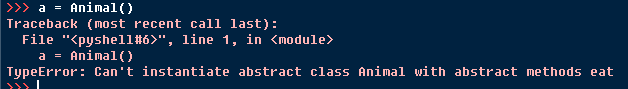 >>> a = Animal()
Traceback (most recent call last):
  File "<pyshell#6>", line 1, in <module>
    a = Animal()
TypeError: Can't instantiate abstract class Animal with abstract methods eat
>>>